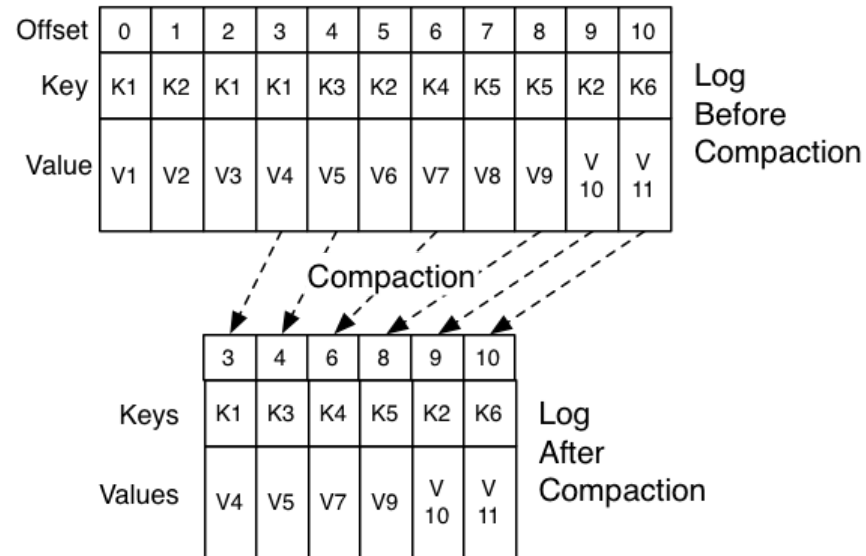 Offset 0 1 2 3 4 5 6 7 8 9 10
Key K1 K2 K1 K1 K3 K2 K4 K5 K5 K2 K6
Value V1 V2 V3 V4 V5 V6 V7 V8 V9 V 10 V 11
Log
Before
Compaction
Compaction
3 4 6 8 9 10
Keys K1 K3 K4 K5 K2 K6
Values V4 V5 V7 V9 V 10 V 11
Log
After
Compaction